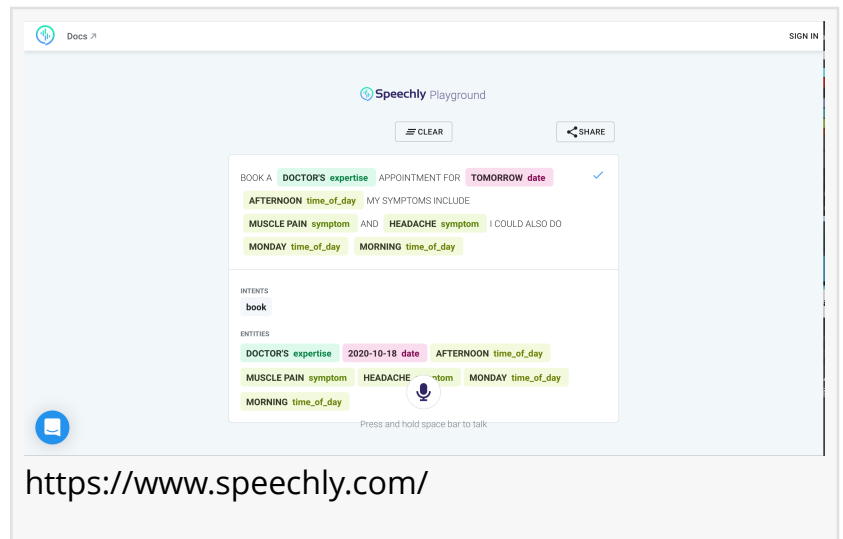 Docs ↗
SIGN IN
Speechly Playground
CLEAR
SHARE
BOOK A DOCTOR'S expertise APPOINTMENT FOR TOMORROW date
AFTERNOON time_of_day MY SYMPTOMS INCLUDE
MUSCLE PAIN symptom AND HEADACHE symptom I COULD ALSO DO
MONDAY time_of_day MORNING time_of_day
INTENTS
book
ENTITIES
DOCTOR'S expertise 2020-10-18 date AFTERNOON time_of_day
MUSCLE PAIN symptom HEADACHE MONDAY time_of_day
MORNING time_of_day
Press and hold space bar to talk
https://www.speechly.com/